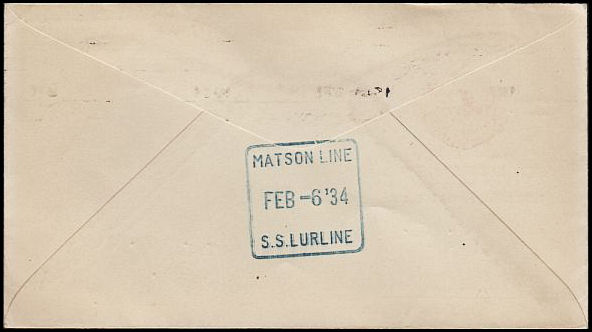 MATSON LINE
FEB -6 '34
S.S. LURLINE